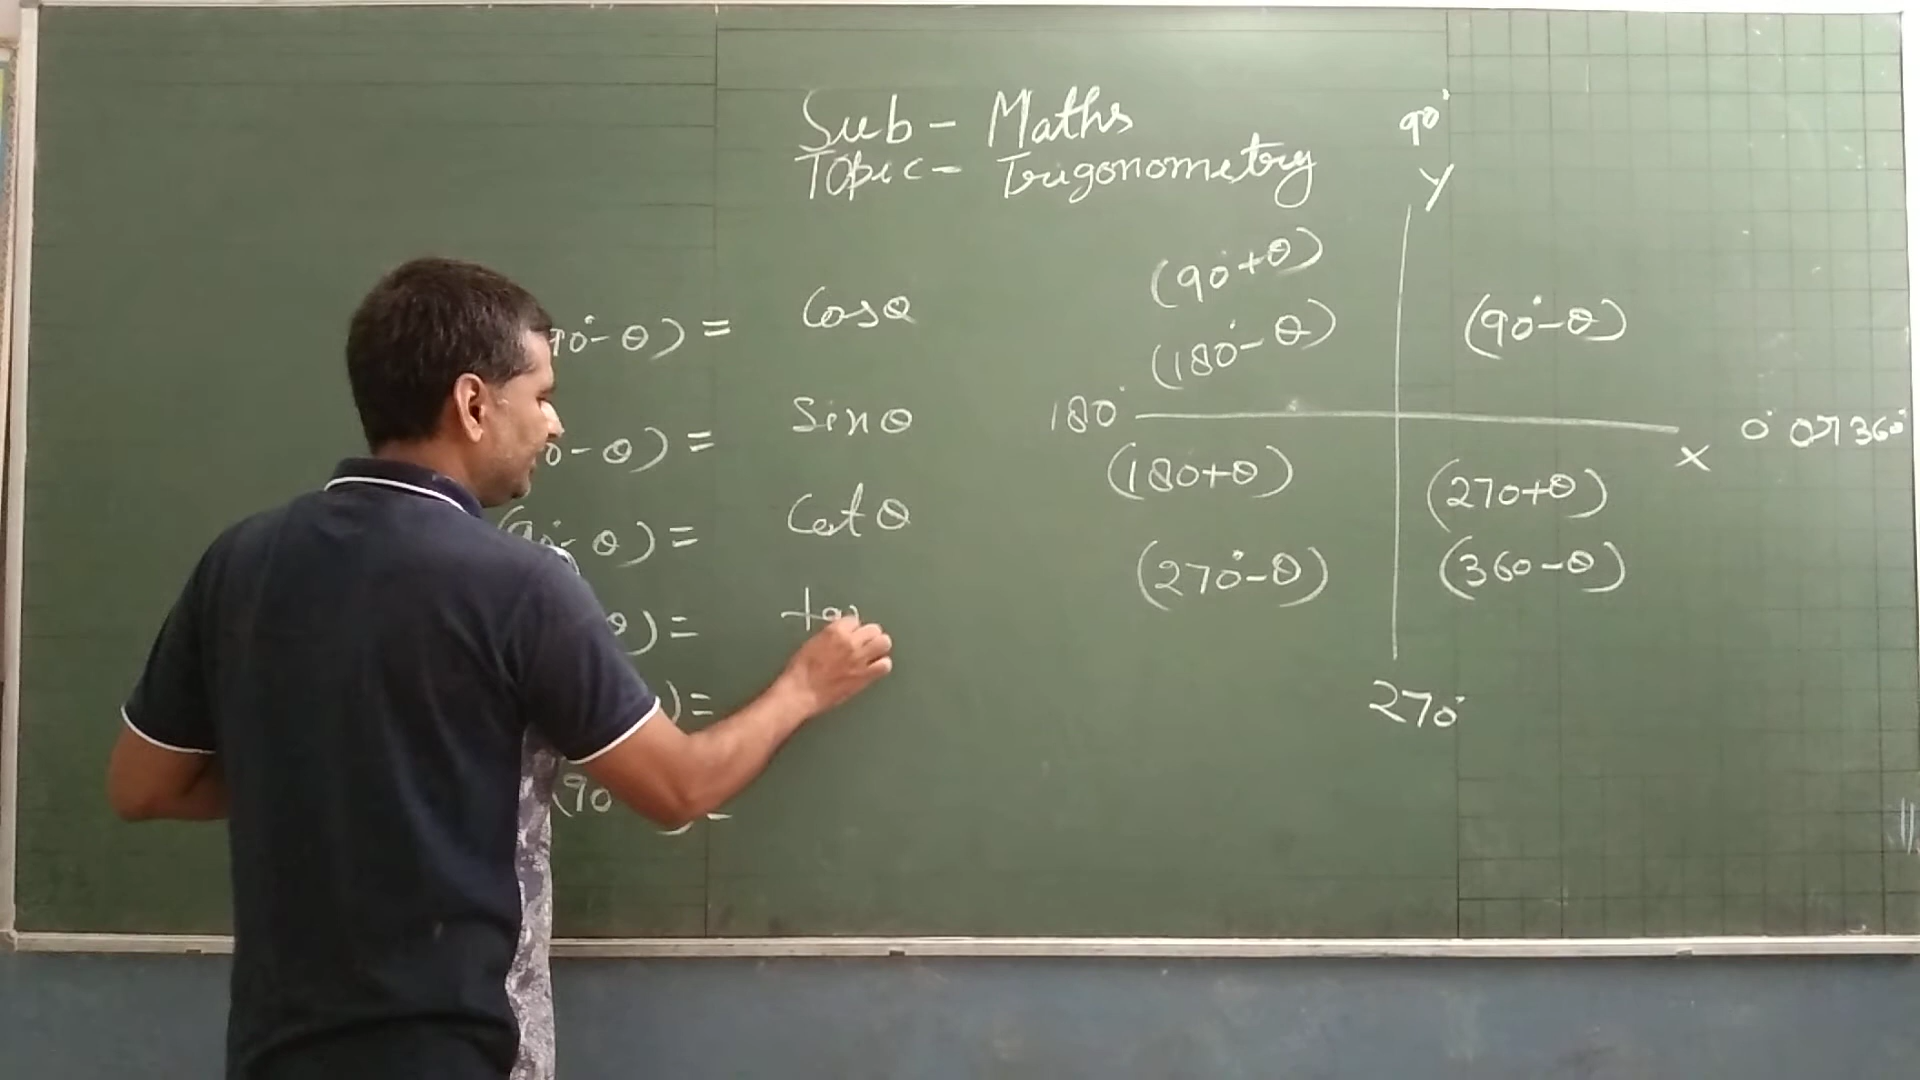 Sub - Maths
Topic - Trigonometry
90°
Y
(90+θ)
(180°-θ)
(90°-θ)
180°
X
0° or 360°
(180+θ)
(270°-θ)
(270+θ)
(360-θ)
270°
90°-θ) = Cosθ
0-θ) = Sinθ
(90°-θ) = Cotθ
θ) = tan
) =
(90 ) =